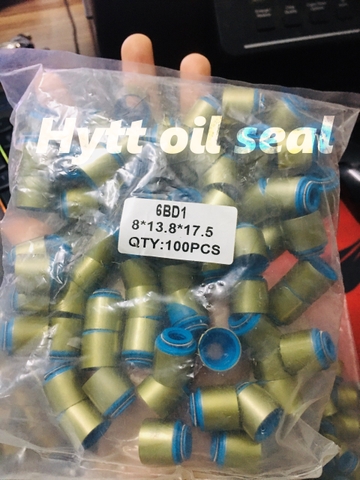 Hytt oil seal
6BD1
8*13.8*17.5
QTY:100PCS